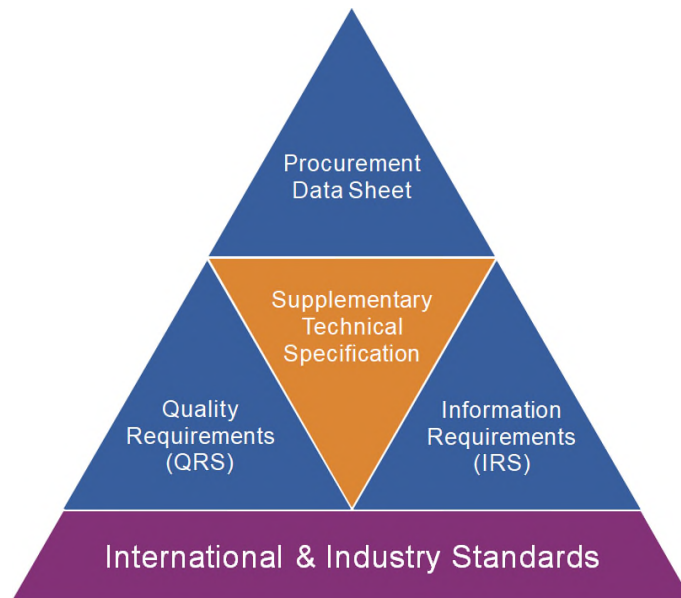 Procurement
Data Sheet
Supplementary
Technical
Specification
Quality
Requirements
(QRS)
Information
Requirements
(IRS)
International & Industry Standards